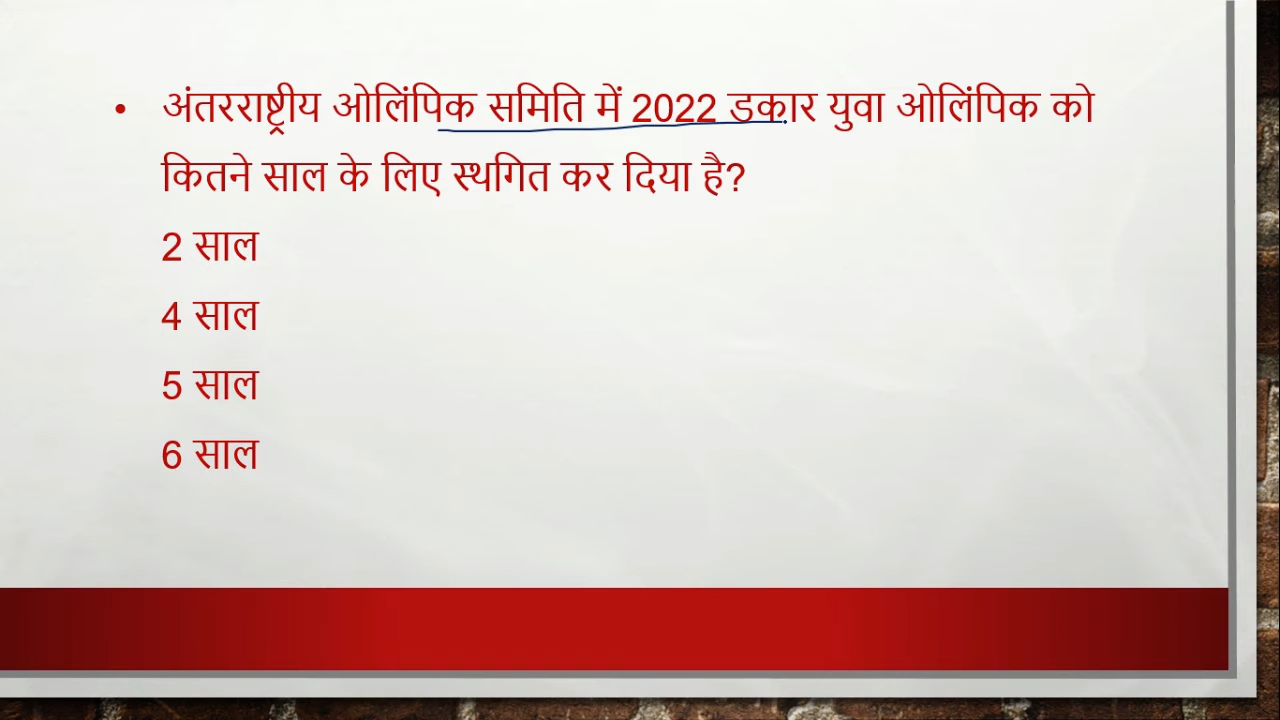 • अंतरराष्ट्रीय ओलिंपिक समिति में 2022 डकार युवा ओलिंपिक को
कितने साल के लिए स्थगित कर दिया है?
2 साल
4 साल
5 साल
6 साल